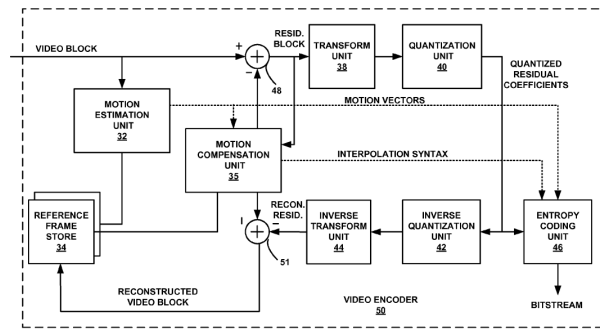 VIDEO BLOCK
+
–
48
RESID.
BLOCK
TRANSFORM
UNIT
38
QUANTIZATION
UNIT
40
QUANTIZED
RESIDUAL
COEFFICIENTS
MOTION
ESTIMATION
UNIT
32
MOTION VECTORS
MOTION
COMPENSATION
UNIT
35
INTERPOLATION SYNTAX
REFERENCE
FRAME
STORE
34
RECON.
RESID.
–
51
INVERSE
TRANSFORM
UNIT
44
INVERSE
QUANTIZATION
UNIT
42
ENTROPY
CODING
UNIT
46
RECONSTRUCTED
VIDEO BLOCK
VIDEO ENCODER
50
BITSTREAM